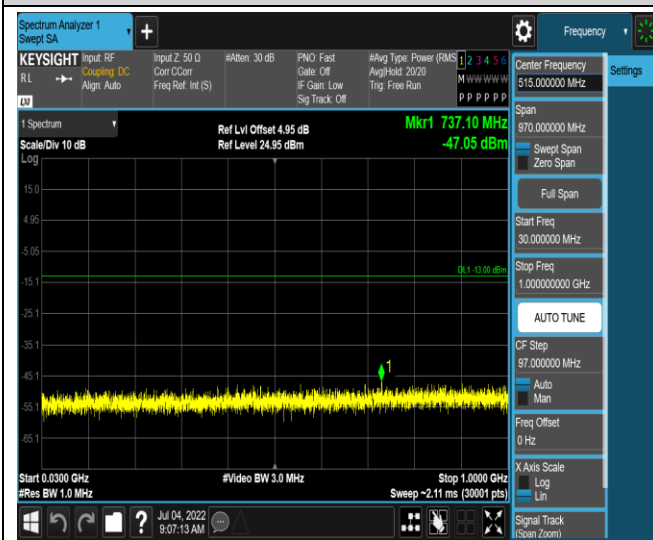 Spectrum Analyzer 1
Swept SA
+
Frequency
KEYSIGHT
RL
LXI
Input: RF
Coupling: DC
Align: Auto
Input Z: 50 Ω
Corr CCorr
Freq Ref: Int (S)
#Atten: 30 dB
PNO: Fast
Gate: Off
IF Gain: Low
Sig Track: Off
#Avg Type: Power (RMS
Avg|Hold: 20/20
Trig: Free Run
1 2 3 4 5 6
M W W W W W
P P P P P P
1 Spectrum
Scale/Div 10 dB
Log
Ref Lvl Offset 4.95 dB
Ref Level 24.95 dBm
Mkr1 737.10 MHz
-47.05 dBm
15.0
4.95
-5.05
DL1 -13.00 dBm
-15.1
-25.1
-35.1
1
-45.1
-55.1
-65.1
Start 0.0300 GHz
#Res BW 1.0 MHz
#Video BW 3.0 MHz
Stop 1.0000 GHz
Sweep ~2.11 ms (30001 pts)
?
Jul 04, 2022
9:07:13 AM
Center Frequency
515.000000 MHz
Span
970.000000 MHz
Swept Span
Zero Span
Full Span
Start Freq
30.000000 MHz
Stop Freq
1.000000000 GHz
AUTO TUNE
CF Step
97.000000 MHz
Auto
Man
Freq Offset
0 Hz
X Axis Scale
Log
Lin
Signal Track
(Span Zoom)
Settings